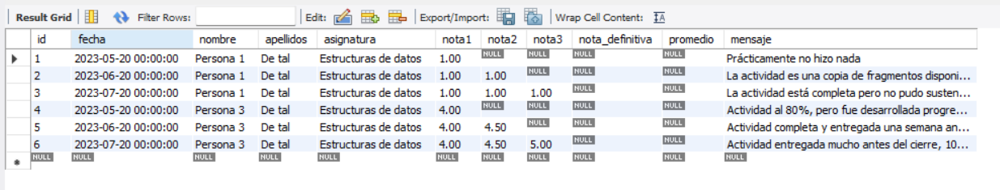 Result Grid Filter Rows: Edit: Export/Import: Wrap Cell Content: IA
id fecha nombre apellidos asignatura nota1 nota2 nota3 nota_definitiva promedio mensaje
1 2023-05-20 00:00:00 Persona 1 De tal Estructuras de datos 1.00 NULL NULL NULL NULL Prácticamente no hizo nada
2 2023-06-20 00:00:00 Persona 1 De tal Estructuras de datos 1.00 1.00 NULL NULL NULL La actividad es una copia de fragmentos disponi...
3 2023-07-20 00:00:00 Persona 1 De tal Estructuras de datos 1.00 1.00 1.00 NULL NULL La actividad está completa pero no pudo susten...
4 2023-05-20 00:00:00 Persona 3 De tal Estructuras de datos 4.00 NULL NULL NULL NULL Actividad al 80%, pero fue desarrollada progre...
5 2023-06-20 00:00:00 Persona 3 De tal Estructuras de datos 4.00 4.50 NULL NULL NULL Actividad completa y entregada una semana an...
6 2023-07-20 00:00:00 Persona 3 De tal Estructuras de datos 4.00 4.50 5.00 NULL NULL Actividad entregada mucho antes del cierre, 10...
NULL NULL NULL NULL NULL NULL NULL NULL NULL NULL NULL